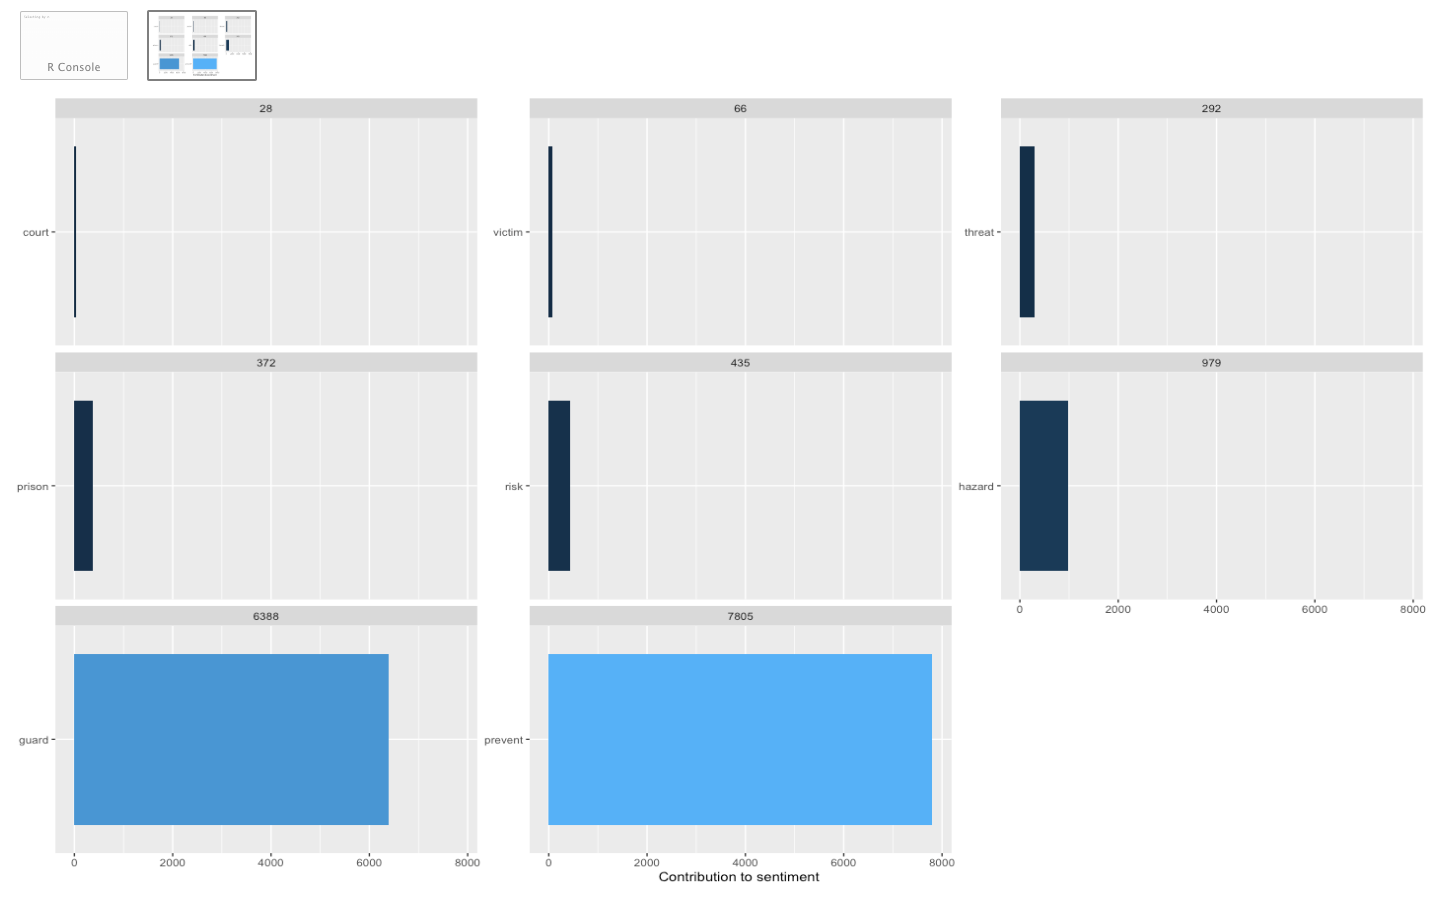 R Console
28
66
292
court
victim
threat
372
435
979
prison
risk
hazard
0 2000 4000 6000 8000
6388
7805
guard
prevent
0 2000 4000 6000 8000
0 2000 4000 6000 8000
Contribution to sentiment